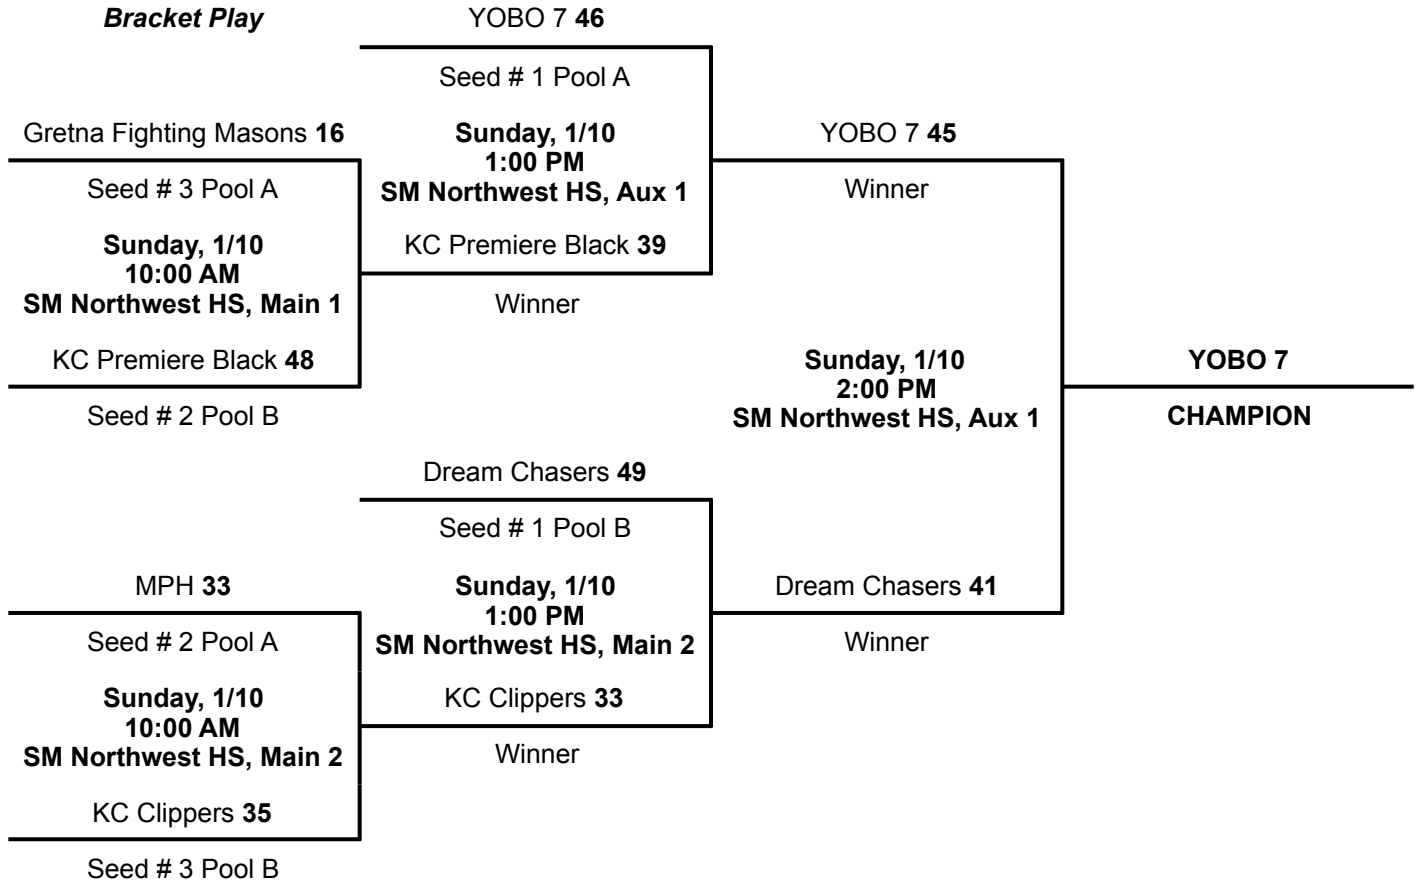 Bracket Play
YOBO 7 46
Seed # 1 Pool A
Gretna Fighting Masons 16
Sunday, 1/10
1:00 PM
SM Northwest HS, Aux 1
YOBO 7 45
Seed # 3 Pool A
Winner
Sunday, 1/10
10:00 AM
SM Northwest HS, Main 1
KC Premiere Black 39
Winner
KC Premiere Black 48
Seed # 2 Pool B
Sunday, 1/10
2:00 PM
SM Northwest HS, Aux 1
YOBO 7
CHAMPION
Dream Chasers 49
Seed # 1 Pool B
MPH 33
Seed # 2 Pool A
Sunday, 1/10
1:00 PM
SM Northwest HS, Main 2
Dream Chasers 41
Winner
Sunday, 1/10
10:00 AM
SM Northwest HS, Main 2
KC Clippers 33
Winner
KC Clippers 35
Seed # 3 Pool B